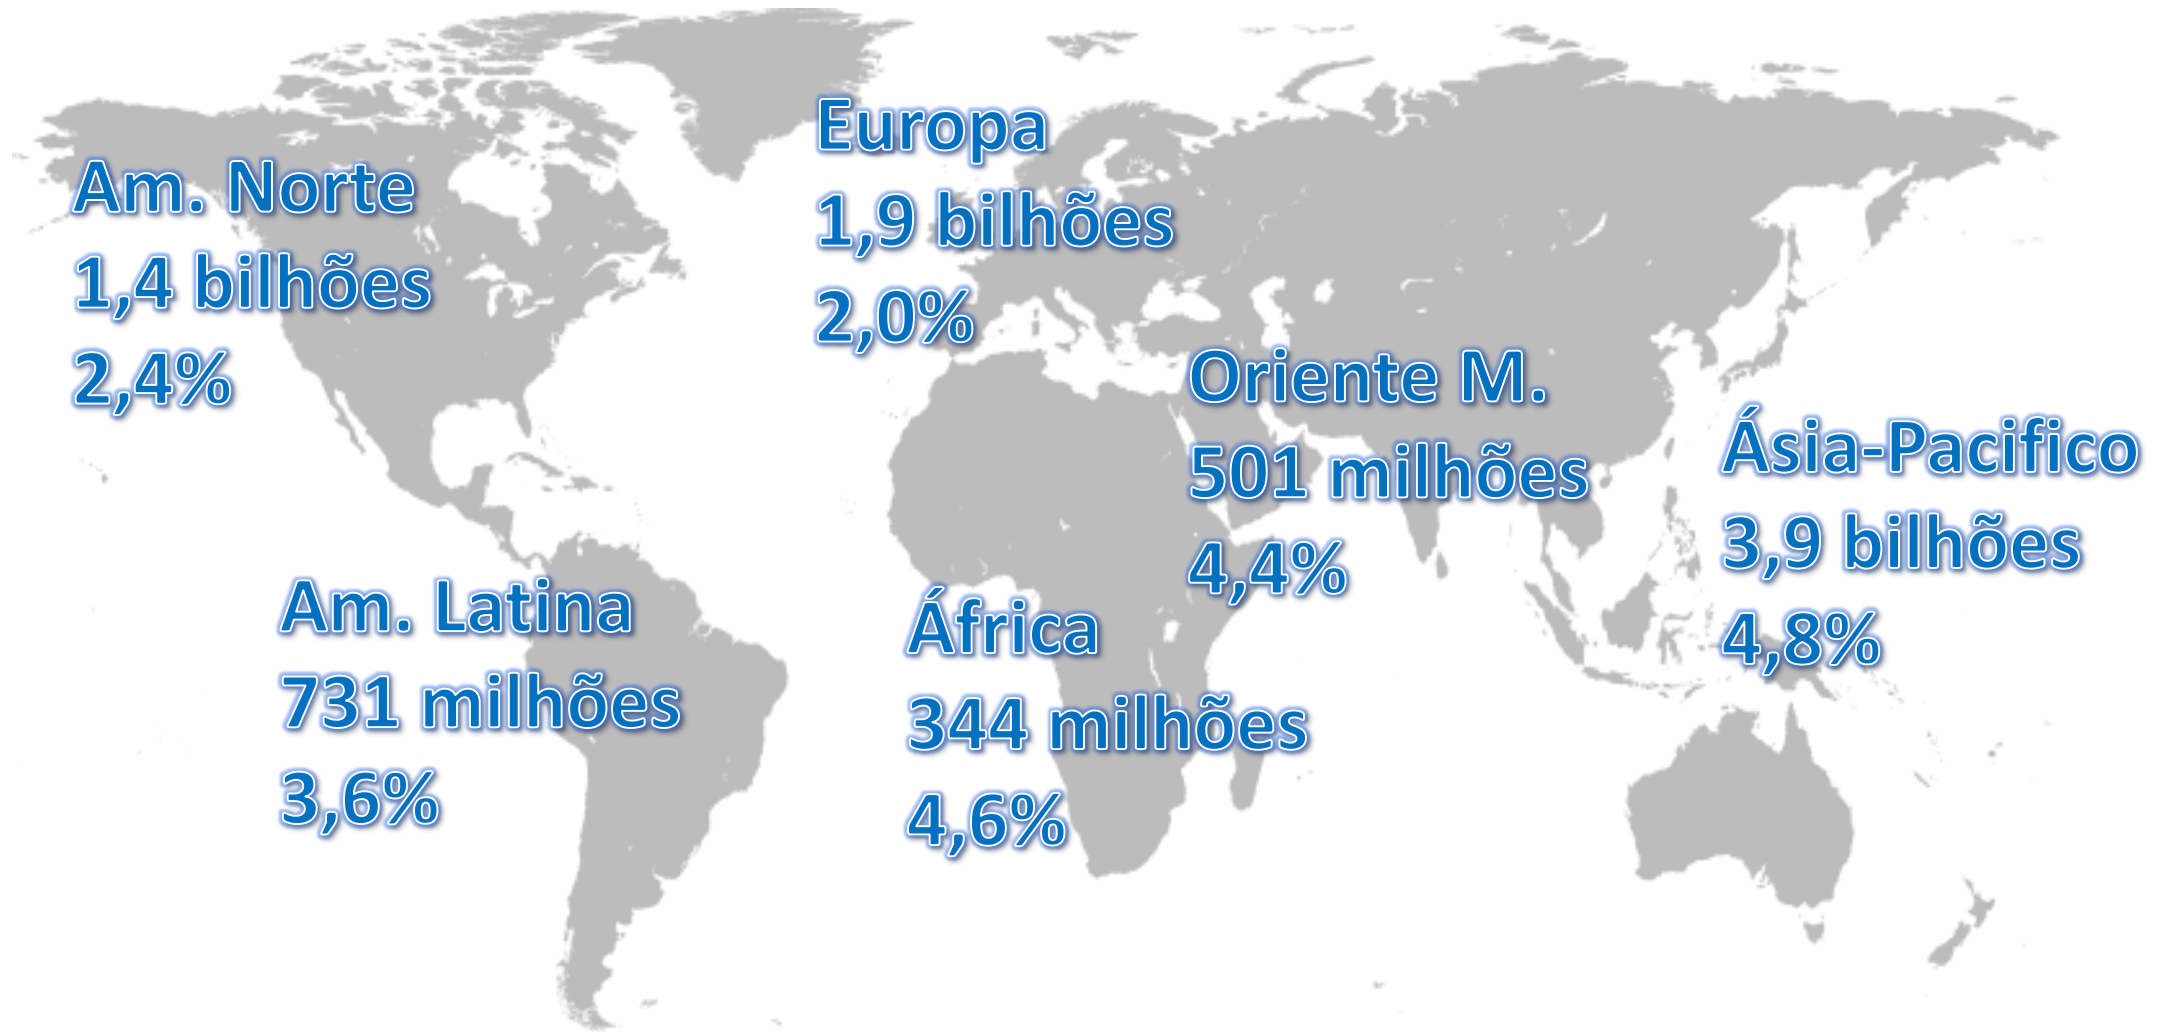 Am. Norte
1,4 bilhões
2,4%
Europa
1,9 bilhões
2,0%
Oriente M.
501 milhões
4,4%
Ásia-Pacifico
3,9 bilhões
4,8%
Am. Latina
731 milhões
3,6%
África
344 milhões
4,6%